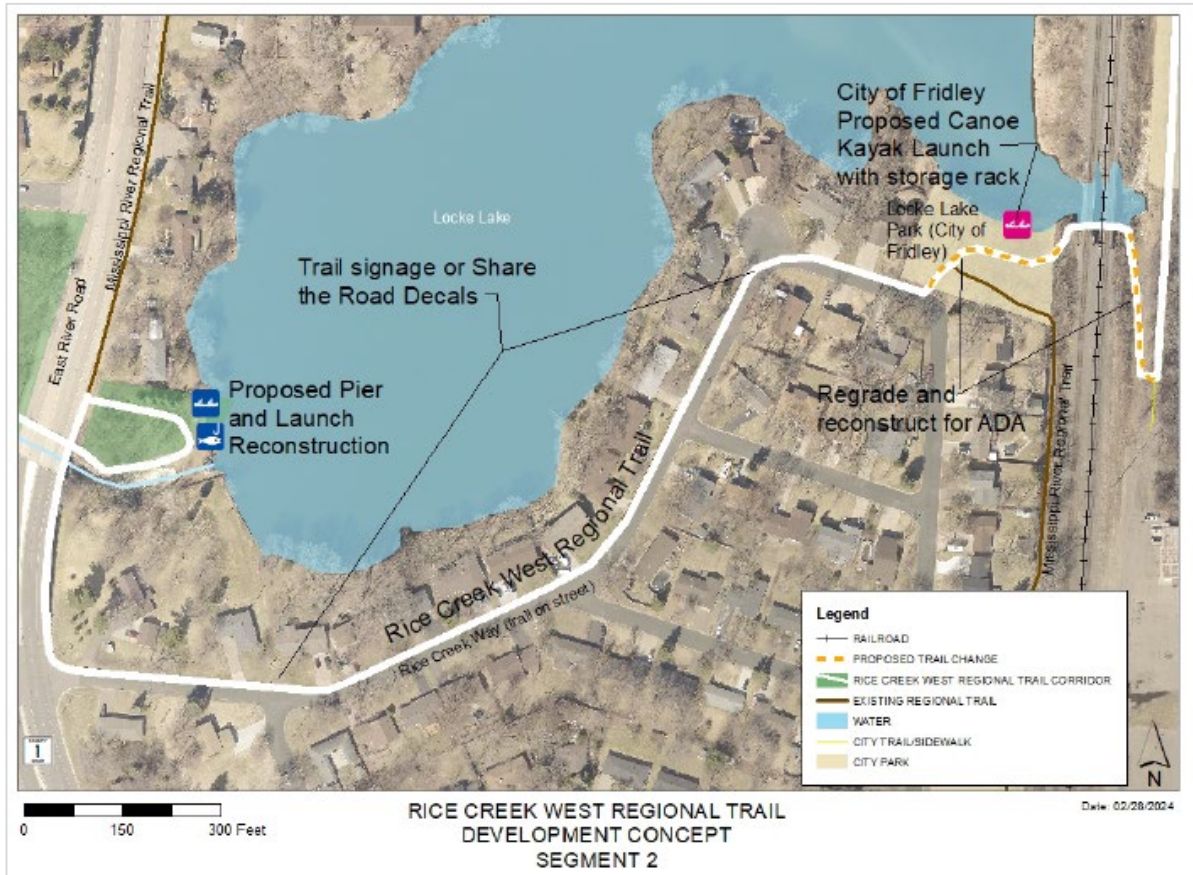 Mississippi River Regional Trail
East River Road
Locke Lake
City of Fridley
Proposed Canoe
Kayak Launch
with storage rack
Locke Lake
Park (City of
Fridley)
Trail signage or Share
the Road Decals
Proposed Pier
and Launch
Reconstruction
Regrade and
reconstruct for ADA
Mississippi River Regional Trail
Rice Creek West Regional Trail
Rice Creek Way (trail on street)
1
Legend
RAILROAD
PROPOSED TRAIL CHANGE
RICE CREEK WEST REGIONAL TRAIL CORRIDOR
EXISTING REGIONAL TRAIL
WATER
CITY TRAIL/SIDEWALK
CITY PARK
N
0 150 300 Feet
RICE CREEK WEST REGIONAL TRAIL
DEVELOPMENT CONCEPT
SEGMENT 2
Date: 02/28/2024